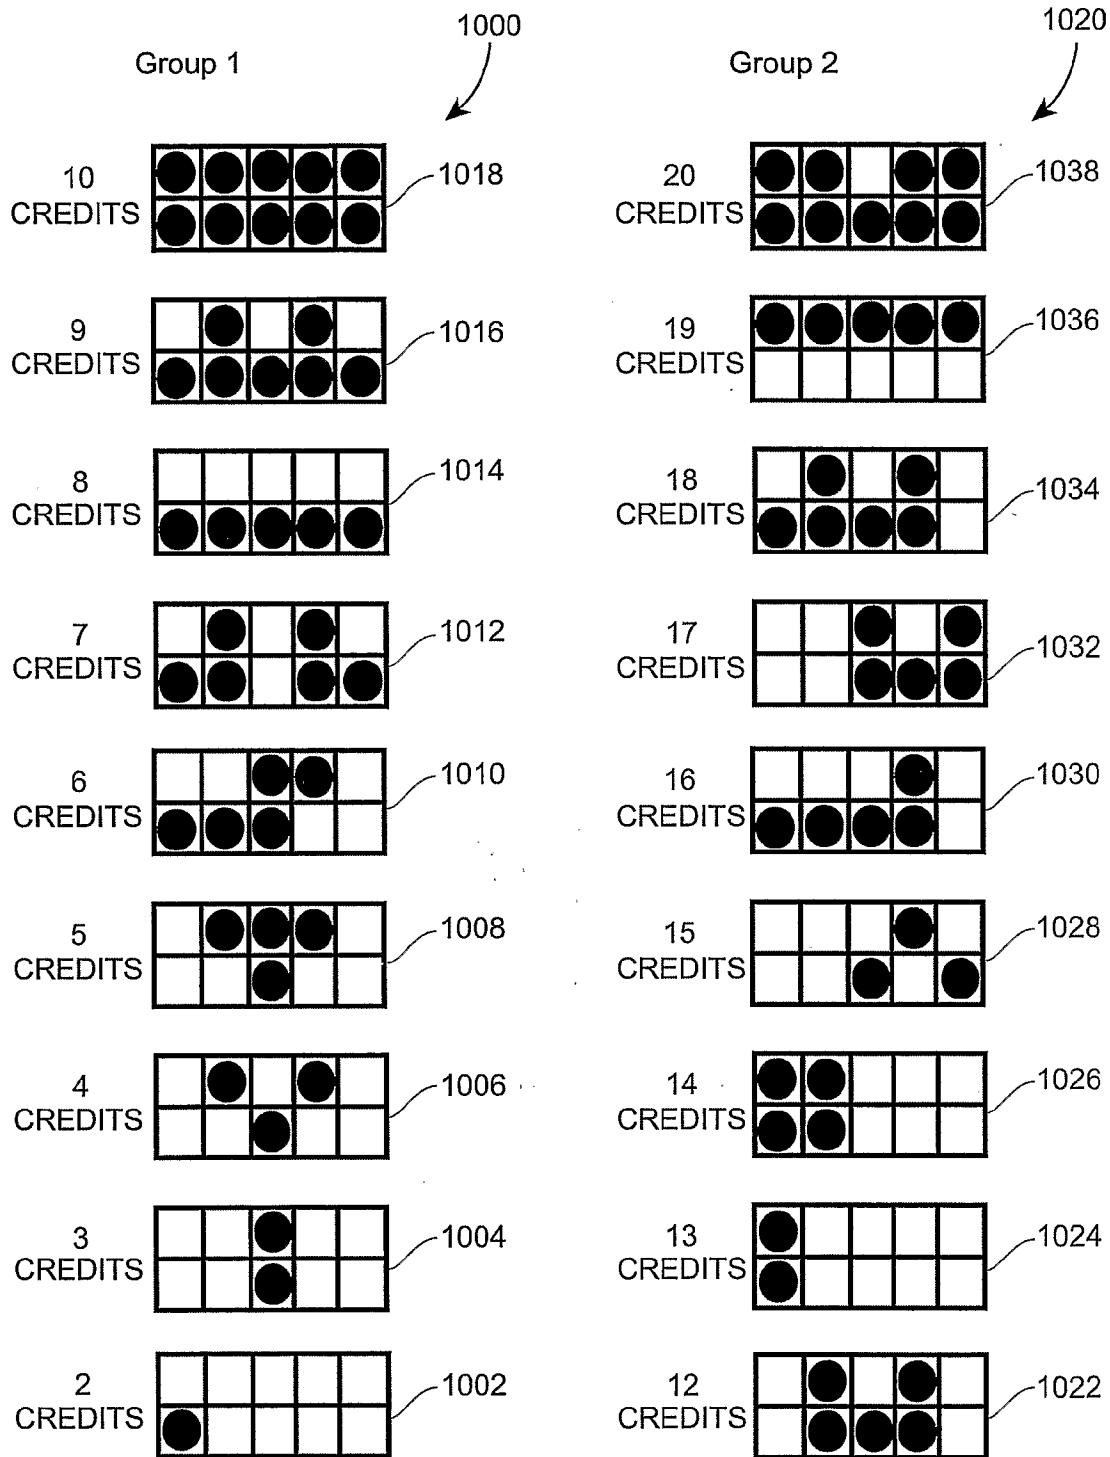 1000
1020
Group 1
Group 2
10
CREDITS
1018
20
CREDITS
1038
9
CREDITS
1016
19
CREDITS
1036
8
CREDITS
1014
18
CREDITS
1034
7
CREDITS
1012
17
CREDITS
1032
6
CREDITS
1010
16
CREDITS
1030
5
CREDITS
1008
15
CREDITS
1028
4
CREDITS
1006
14
CREDITS
1026
3
CREDITS
1004
13
CREDITS
1024
2
CREDITS
1002
12
CREDITS
1022